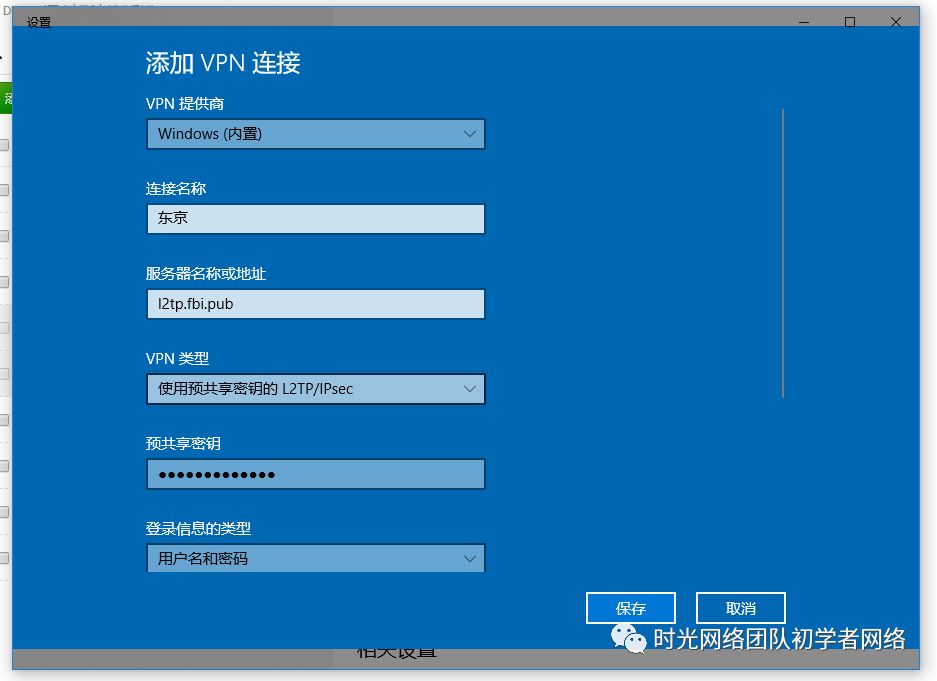 设置
添加 VPN 连接
VPN 提供商
Windows (内置)
连接名称
东京
服务器名称或地址
l2tp.fbi.pub
VPN 类型
使用预共享密钥的 L2TP/IPsec
预共享密钥
●●●●●●●●●●●●●
登录信息的类型
用户名和密码
保存
取消
时光网络团队初学者网络
相关设置